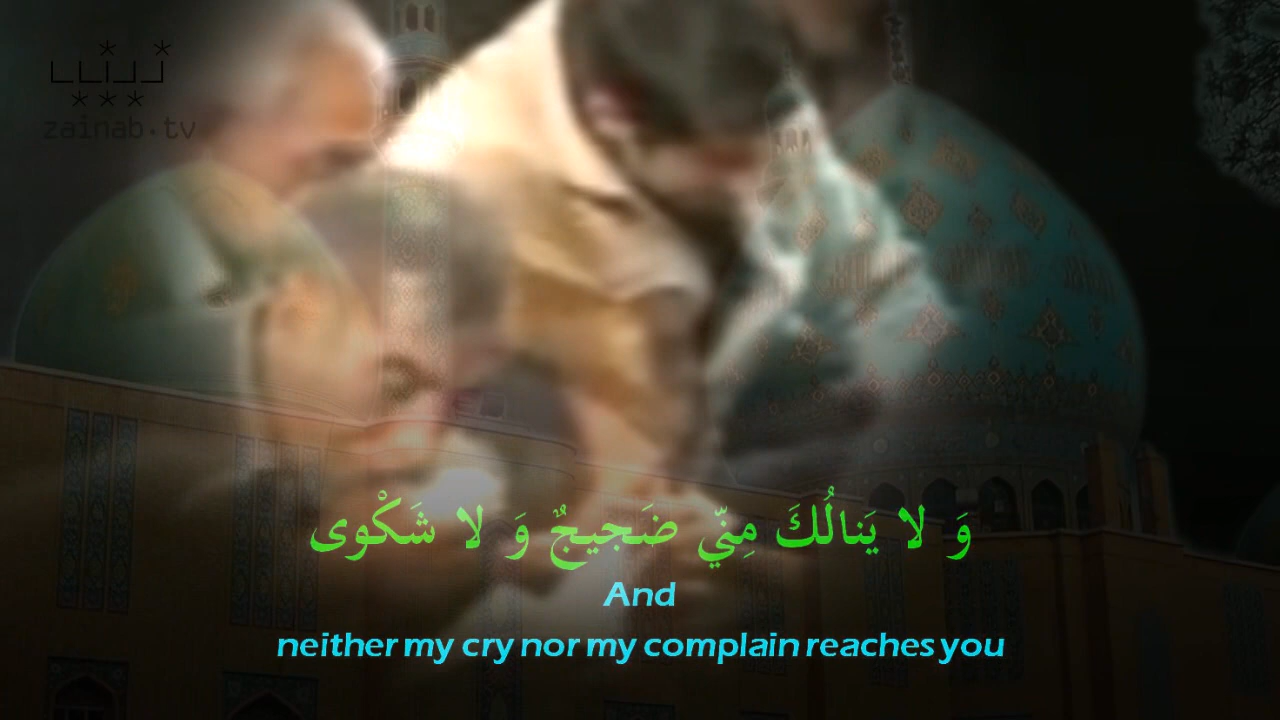 zainab.tv
وَ لا يَنالُكَ مِنّي ضَجيجٌ وَ لا شَكْوى
And
neither my cry nor my complain reaches you